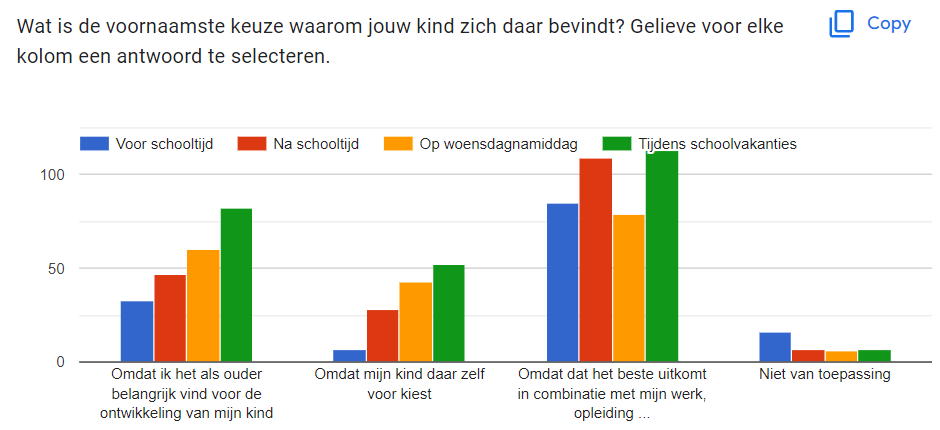 Wat is de voornaamste keuze waarom jouw kind zich daar bevindt? Gelieve voor elke
kolom een antwoord te selecteren.
Copy
Voor schooltijd
Na schooltijd
Op woensdagnamiddag
Tijdens schoolvakanties
100
50
0
Omdat ik het als ouder
belangrijk vind voor de
ontwikkeling van mijn kind
Omdat mijn kind daar zelf
voor kiest
Omdat dat het beste uitkomt
in combinatie met mijn werk,
opleiding ...
Niet van toepassing